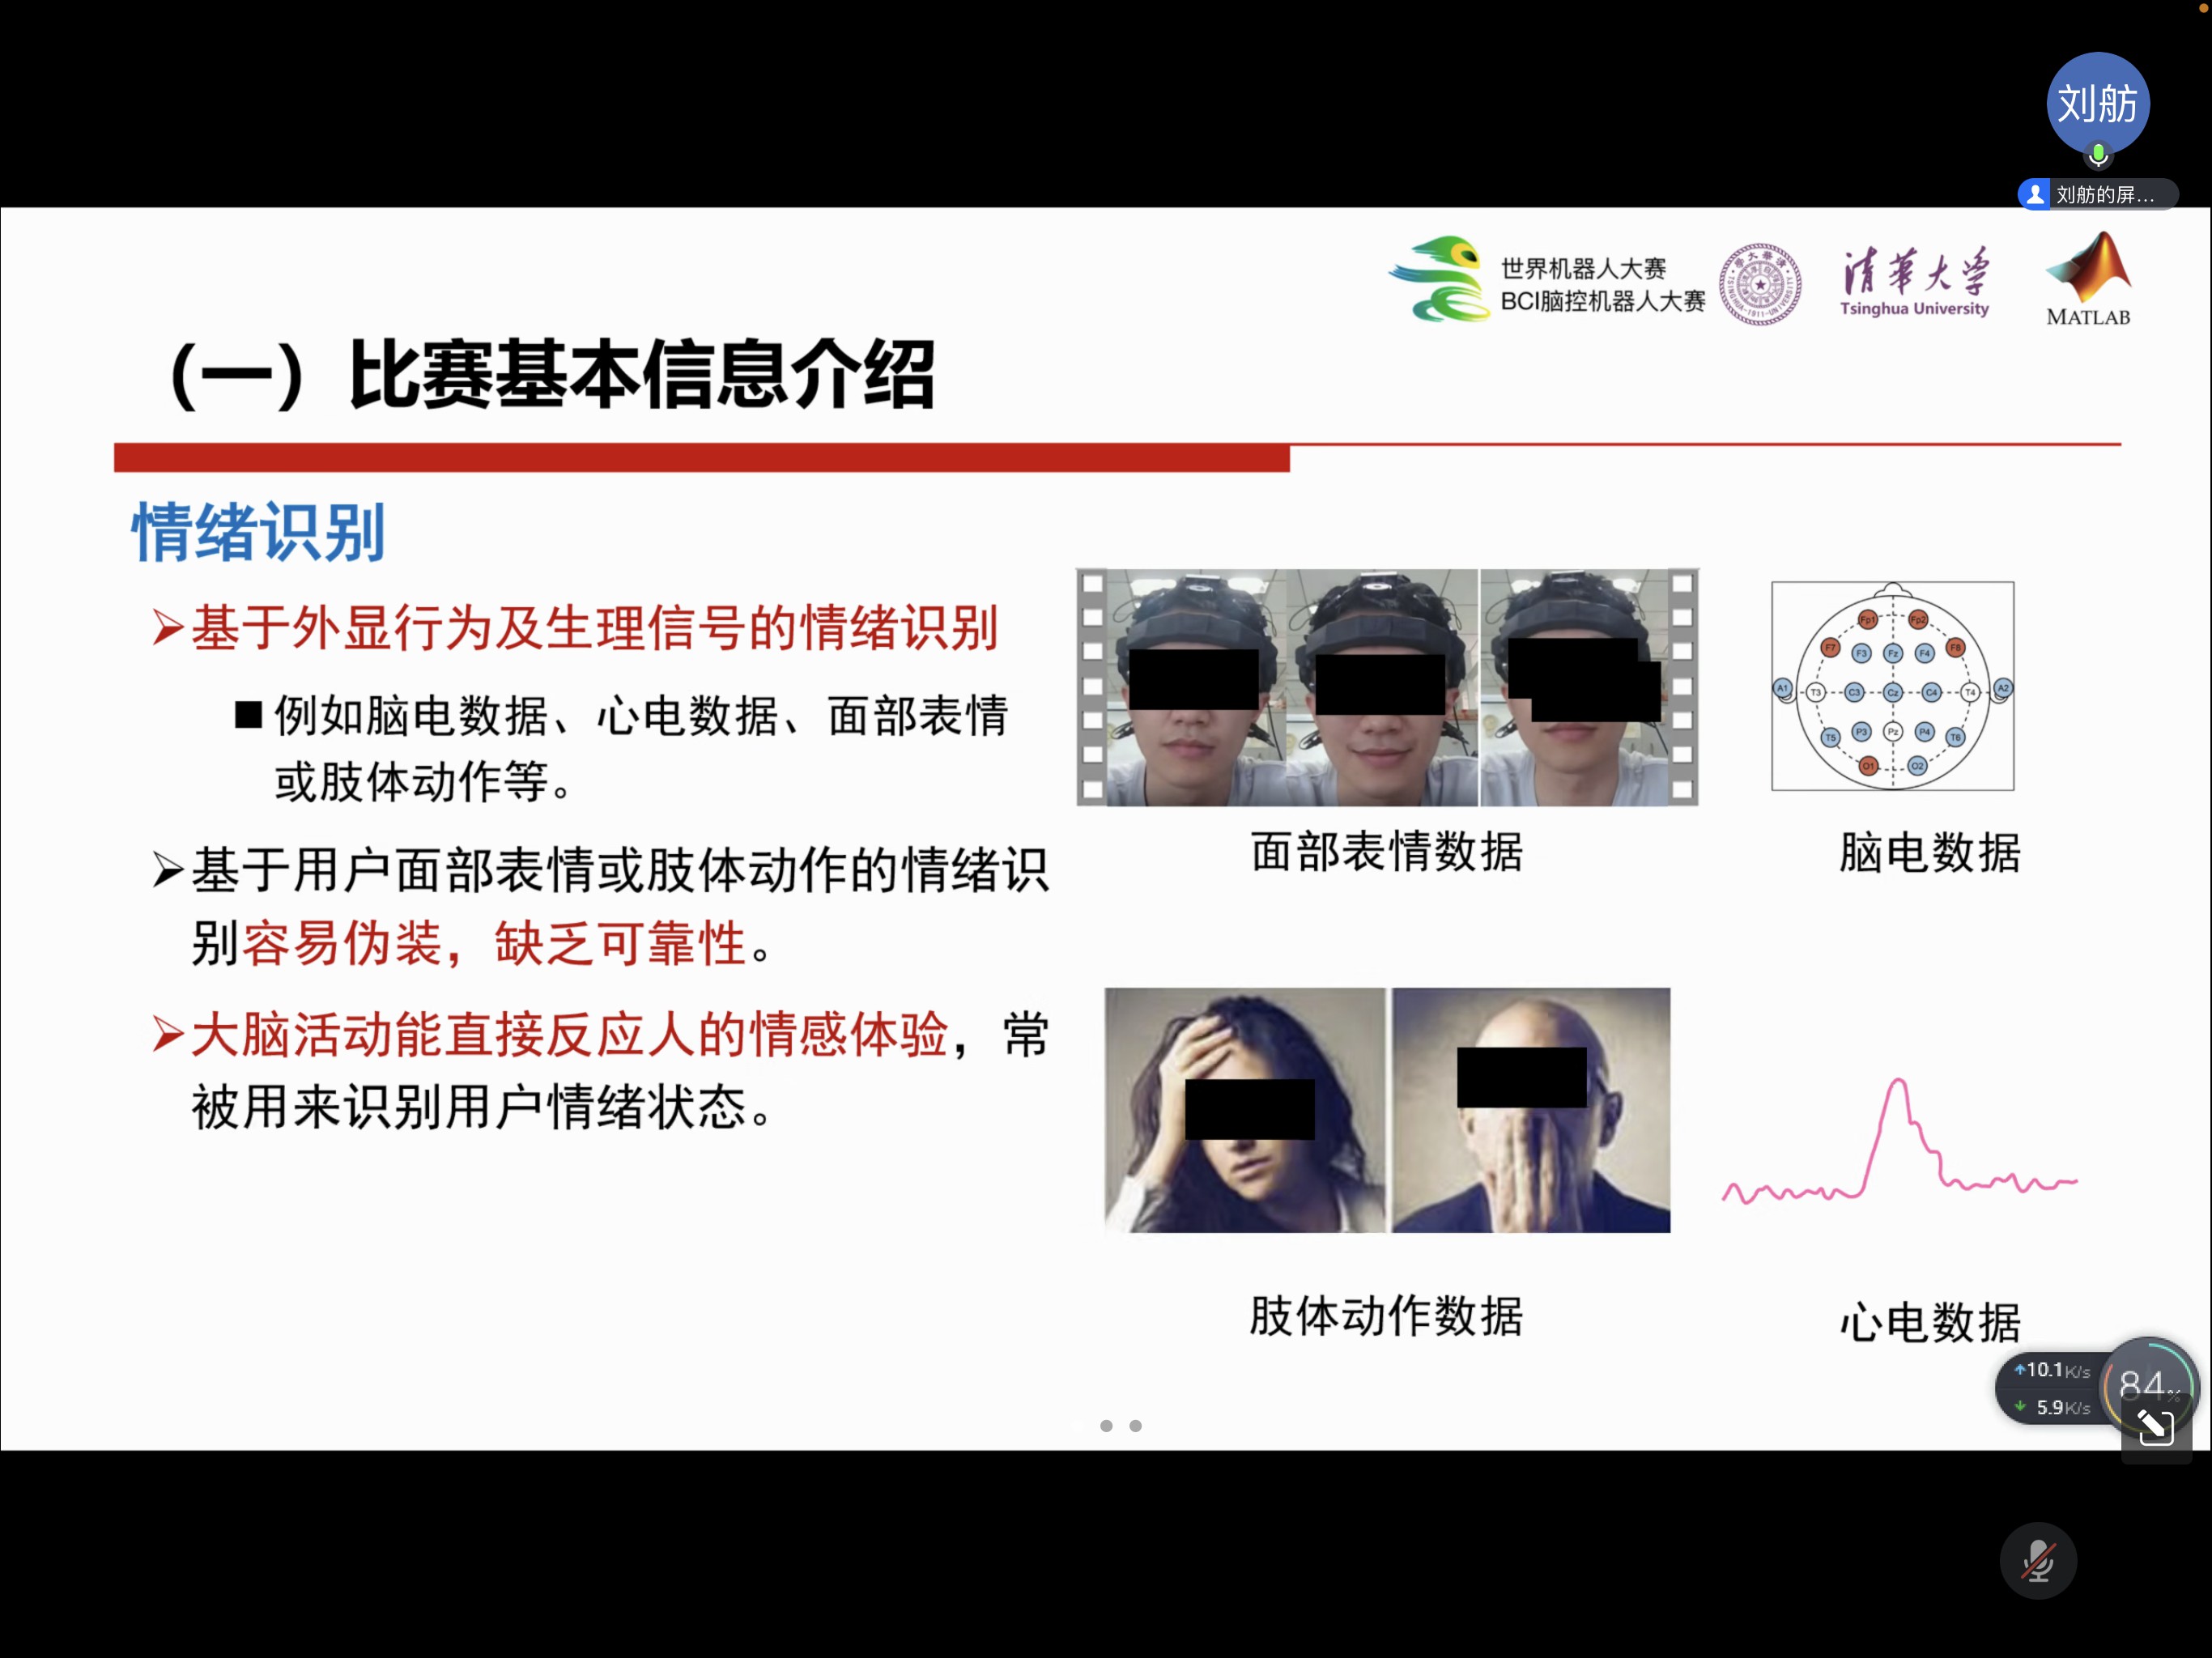 刘舫
刘舫的屏...
世界机器人大赛
BCI脑控机器人大赛
清华大学
Tsinghua University
MATLAB
（一）比赛基本信息介绍
情绪识别
➢基于外显行为及生理信号的情绪识别
■例如脑电数据、心电数据、面部表情
或肢体动作等。
➢基于用户面部表情或肢体动作的情绪识
别容易伪装，缺乏可靠性。
➢大脑活动能直接反应人的情感体验，常
被用来识别用户情绪状态。
Fp1 Fp2
F7 F3 Fz F4 F8
A1 T3 C3 Cz C4 T4 A2
T5 P3 Pz P4 T6
O1 O2
面部表情数据
脑电数据
肢体动作数据
心电数据
10.1K/s
5.9K/s
84%